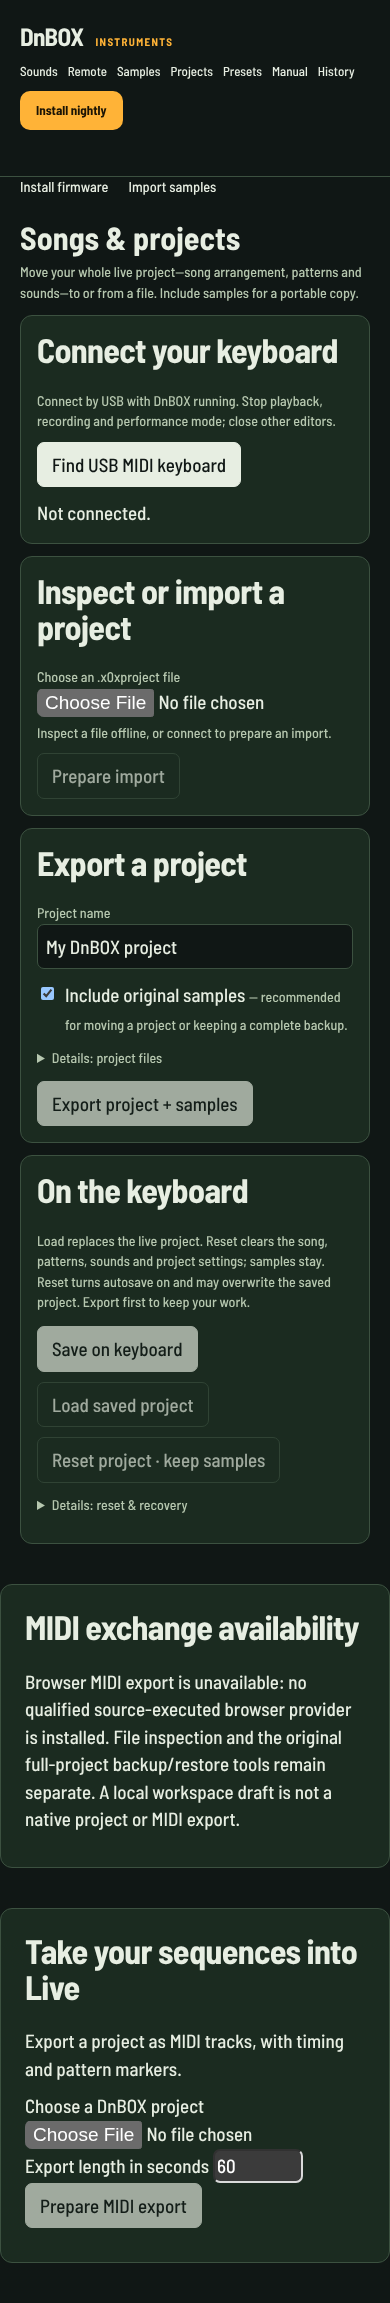 DnBOX INSTRUMENTS
Sounds Remote Samples Projects Presets Manual History
Install nightly
Install firmware Import samples
Songs & projects
Move your whole live project—song arrangement, patterns and
sounds—to or from a file. Include samples for a portable copy.
Connect your keyboard
Connect by USB with DnBOX running. Stop playback,
recording and performance mode; close other editors.
Find USB MIDI keyboard
Not connected.
Inspect or import a
project
Choose an .x0xproject file
Choose File No file chosen
Inspect a file offline, or connect to prepare an import.
Prepare import
Export a project
Project name
My DnBOX project
Include original samples — recommended
for moving a project or keeping a complete backup.
Details: project files
Export project + samples
On the keyboard
Load replaces the live project. Reset clears the song,
patterns, sounds and project settings; samples stay.
Reset turns autosave on and may overwrite the saved
project. Export first to keep your work.
Save on keyboard
Load saved project
Reset project · keep samples
Details: reset & recovery
MIDI exchange availability
Browser MIDI export is unavailable: no
qualified source-executed browser provider
is installed. File inspection and the original
full-project backup/restore tools remain
separate. A local workspace draft is not a
native project or MIDI export.
Take your sequences into
Live
Export a project as MIDI tracks, with timing
and pattern markers.
Choose a DnBOX project
Choose File No file chosen
Export length in seconds 60
Prepare MIDI export